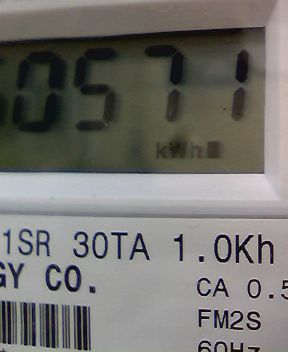 0571
kWh
1SR 30TA 1.0Kh
GY CO.
CA 0.5
FM2S
60Hz